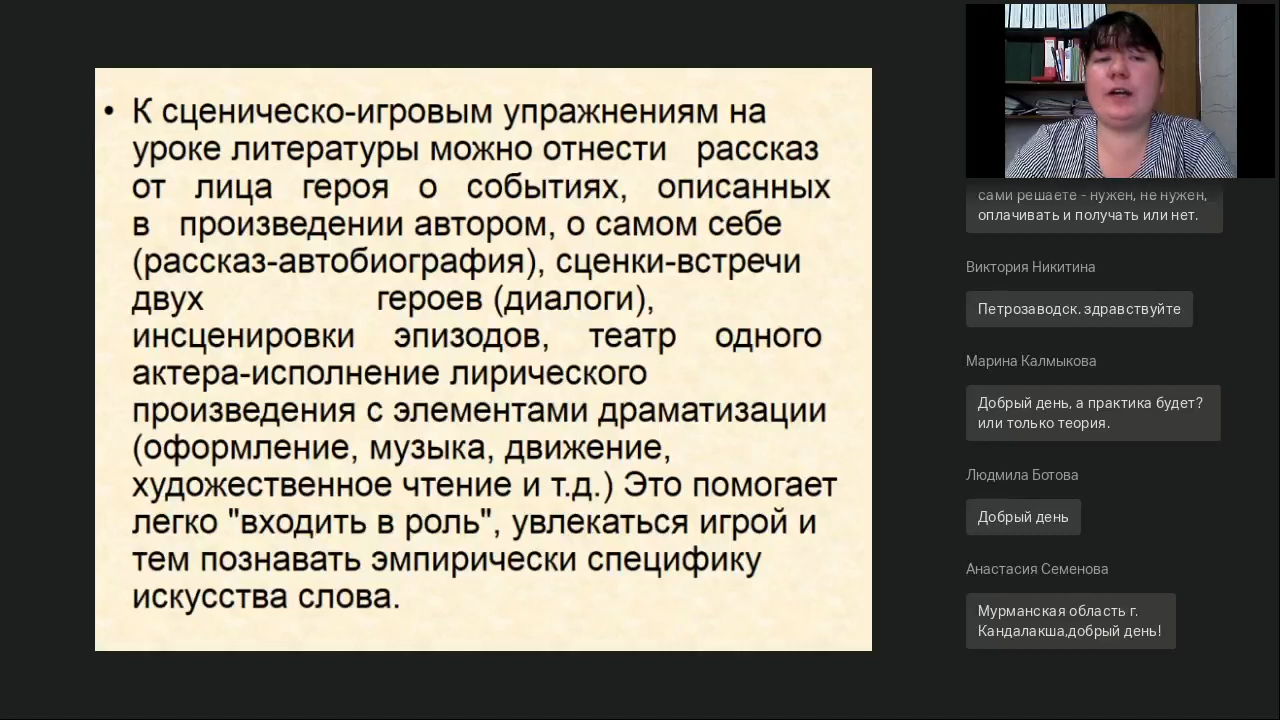 • К сценическо-игровым упражнениям на
уроке литературы можно отнести рассказ
от лица героя о событиях, описанных
в произведении автором, о самом себе
(рассказ-автобиография), сценки-встречи
двух героев (диалоги),
инсценировки эпизодов, театр одного
актера-исполнение лирического
произведения с элементами драматизации
(оформление, музыка, движение,
художественное чтение и т.д.) Это помогает
легко "входить в роль", увлекаться игрой и
тем познавать эмпирически специфику
искусства слова.
сами решаете - нужен, не нужен,
оплачивать и получать или нет.
Виктория Никитина
Петрозаводск. здравствуйте
Марина Калмыкова
Добрый день, а практика будет?
или только теория.
Людмила Ботова
Добрый день
Анастасия Семенова
Мурманская область г.
Кандалакша,добрый день!